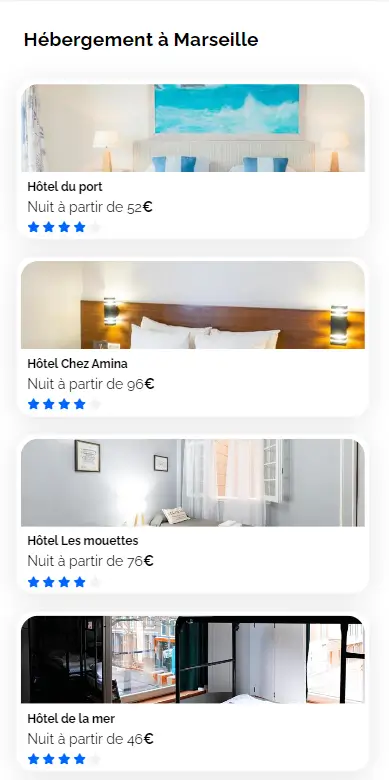 Hébergement à Marseille
Hôtel du port
Nuit à partir de 52€
Hôtel Chez Amina
Nuit à partir de 96€
Hôtel Les mouettes
Nuit à partir de 76€
Hôtel de la mer
Nuit à partir de 46€